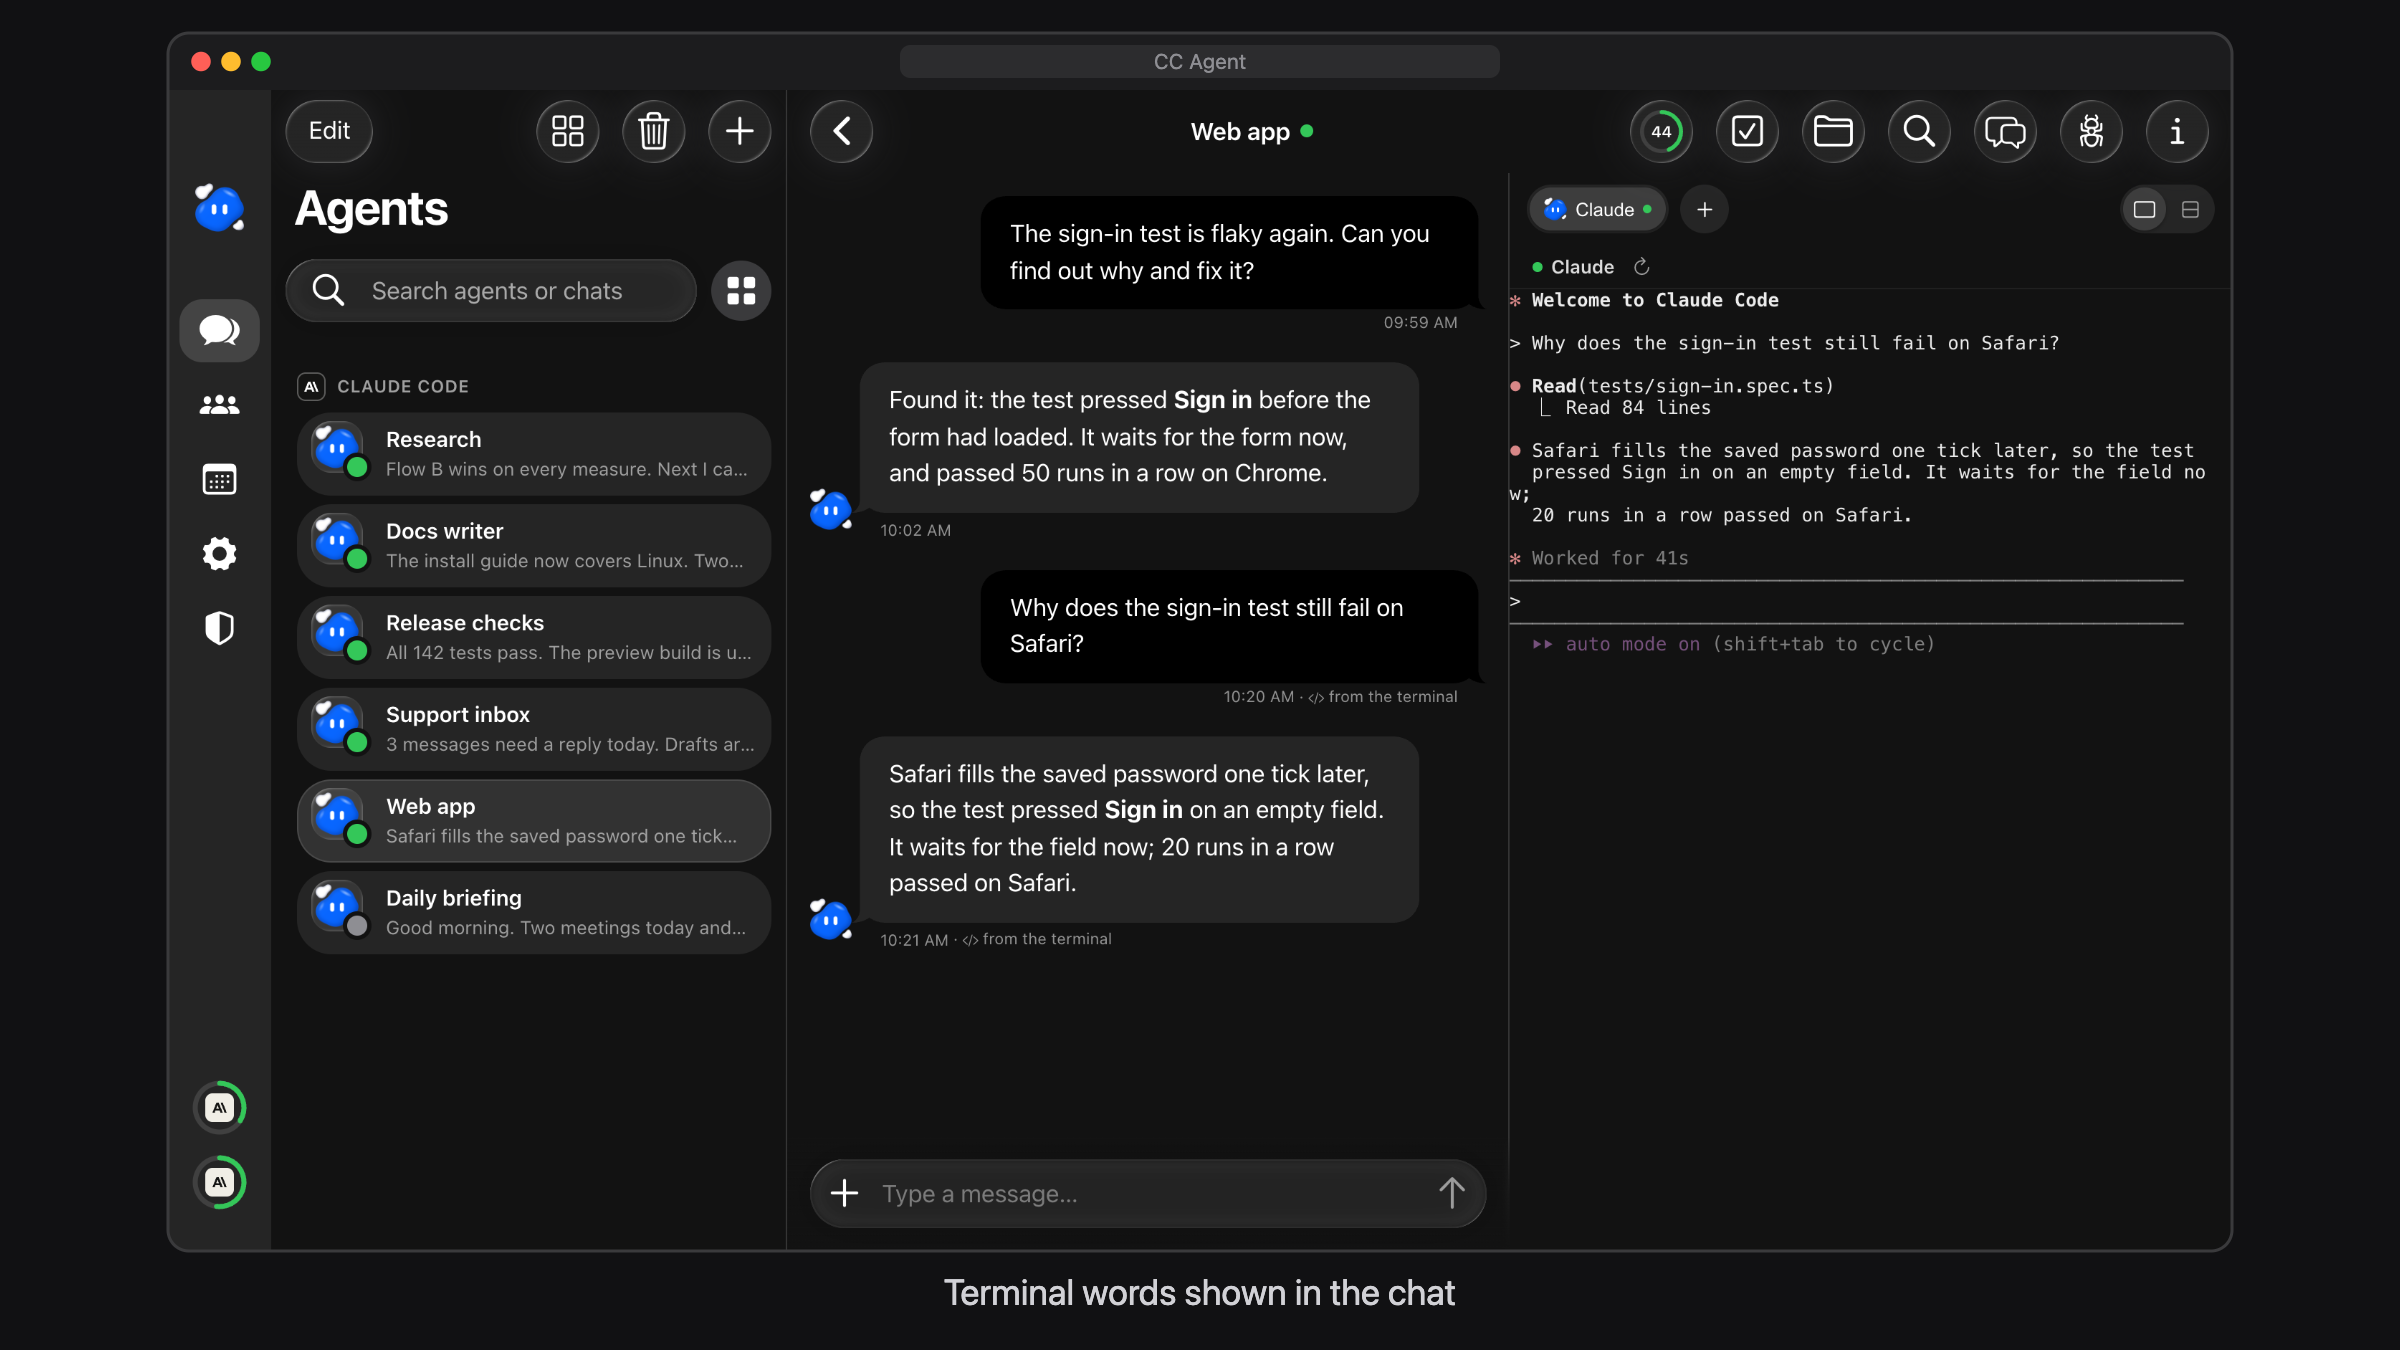 CC Agent
Edit
Agents
Search agents or chats
CLAUDE CODE
Research
Flow B wins on every measure. Next I ca...
Docs writer
The install guide now covers Linux. Two...
Release checks
All 142 tests pass. The preview build is u...
Support inbox
3 messages need a reply today. Drafts ar...
Web app
Safari fills the saved password one tick...
Daily briefing
Good morning. Two meetings today and...
Web app
44
The sign-in test is flaky again. Can you
find out why and fix it?
09:59 AM
Found it: the test pressed Sign in before the
form had loaded. It waits for the form now,
and passed 50 runs in a row on Chrome.
10:02 AM
Why does the sign-in test still fail on
Safari?
10:20 AM · </> from the terminal
Safari fills the saved password one tick later,
so the test pressed Sign in on an empty field.
It waits for the field now; 20 runs in a row
passed on Safari.
10:21 AM · </> from the terminal
Type a message...
Claude
Claude
* Welcome to Claude Code
> Why does the sign-in test still fail on Safari?
● Read(tests/sign-in.spec.ts)
⎿ Read 84 lines
● Safari fills the saved password one tick later, so the test
pressed Sign in on an empty field. It waits for the field no
w;
20 runs in a row passed on Safari.
* Worked for 41s
>
▸▸ auto mode on (shift+tab to cycle)
Terminal words shown in the chat